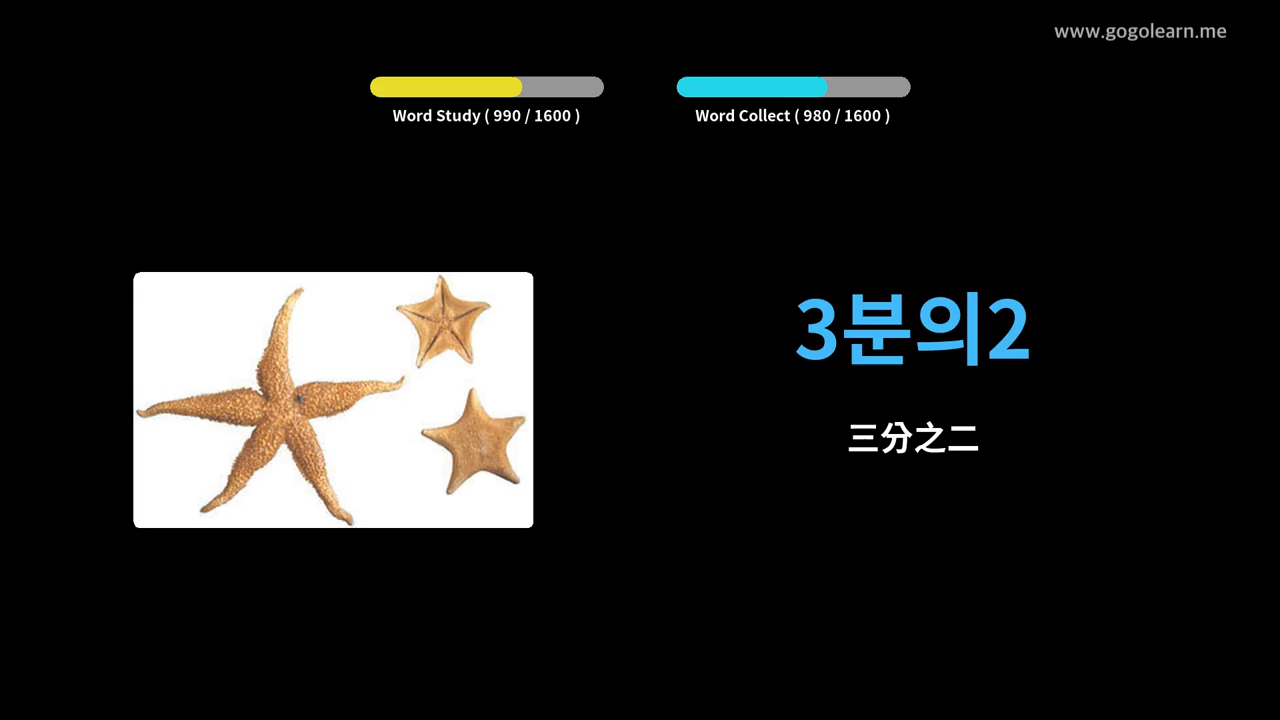 www.gogolearn.me
Word Study ( 990 / 1600 )
Word Collect ( 980 / 1600 )
3분의2
三分之二